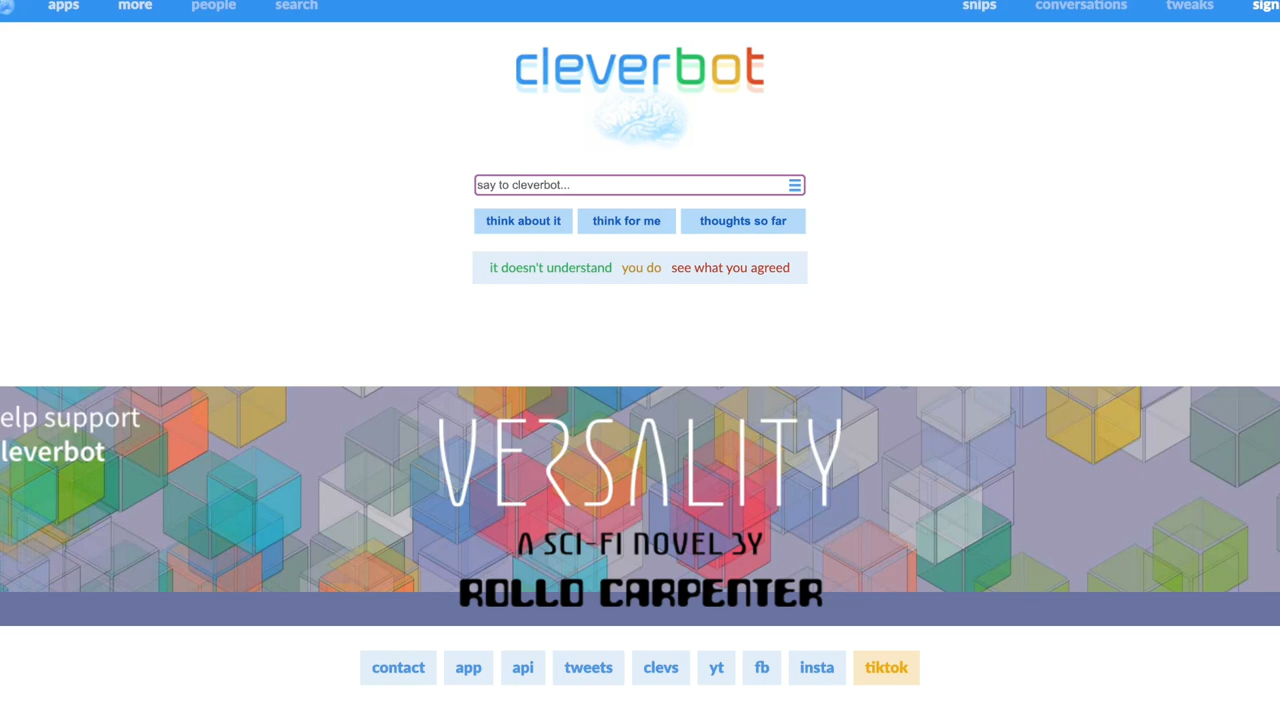 apps more people search snips conversations tweaks sign
cleverbot
say to cleverbot...
think about it think for me thoughts so far
it doesn't understand you do see what you agreed
elp support
leverbot
VERSALITY
A SCI-FI NOVEL BY
ROLLO CARPENTER
contact app api tweets clevs yt fb insta tiktok